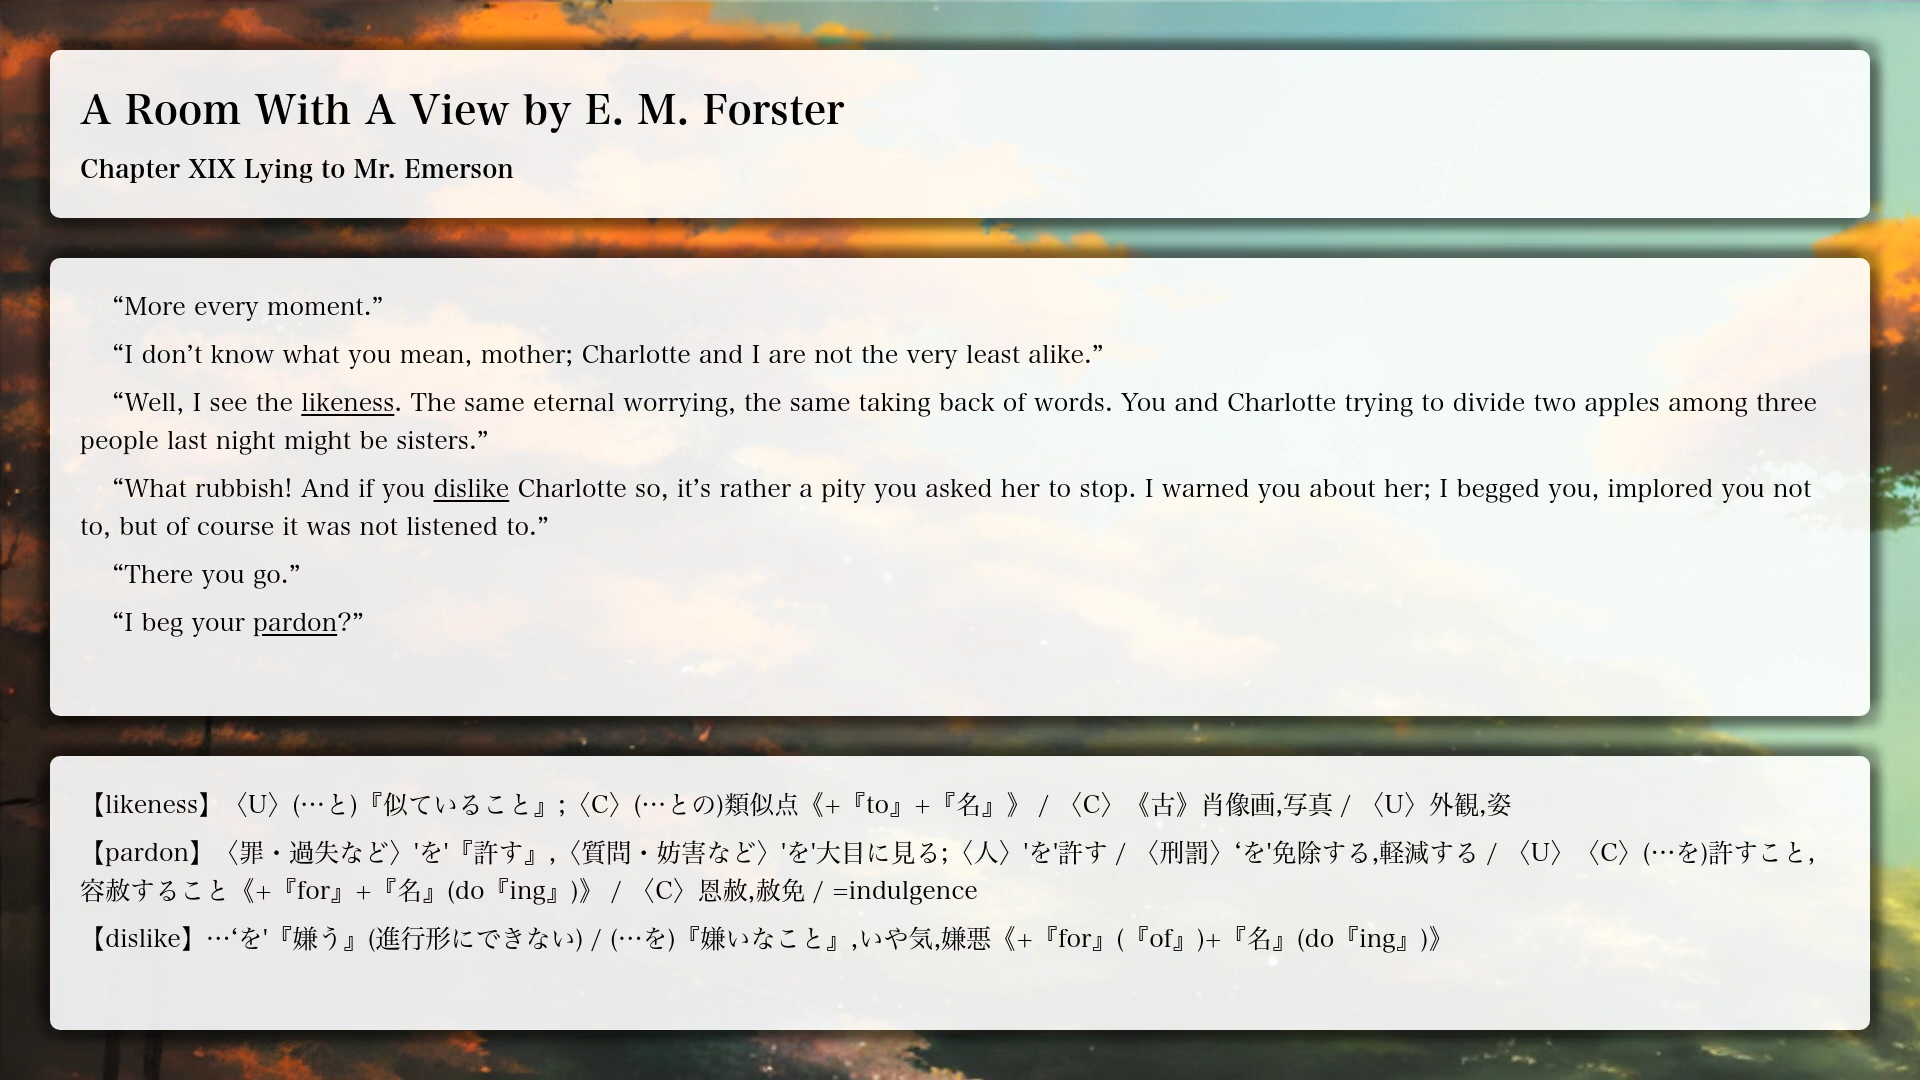 A Room With A View by E. M. Forster
Chapter XIX Lying to Mr. Emerson
“More every moment.”
“I don’t know what you mean, mother; Charlotte and I are not the very least alike.”
“Well, I see the likeness. The same eternal worrying, the same taking back of words. You and Charlotte trying to divide two apples among three
people last night might be sisters.”
“What rubbish! And if you dislike Charlotte so, it’s rather a pity you asked her to stop. I warned you about her; I begged you, implored you not
to, but of course it was not listened to.”
“There you go.”
“I beg your pardon?”
【likeness】〈U〉(…と)『似ていること』;〈C〉(…との)類似点《+『to』+『名』》 / 〈C〉《古》肖像画,写真 / 〈U〉外観,姿
【pardon】〈罪・過失など〉'を'『許す』,〈質問・妨害など〉'を'大目に見る;〈人〉'を'許す / 〈刑罰〉‘を'免除する,軽減する / 〈U〉〈C〉(…を)許すこと,
容赦すること《+『for』+『名』(do『ing』)》 / 〈C〉恩赦,赦免 / =indulgence
【dislike】…‘を'『嫌う』(進行形にできない) / (…を)『嫌いなこと』,いや気,嫌悪《+『for』(『of』)+『名』(do『ing』)》